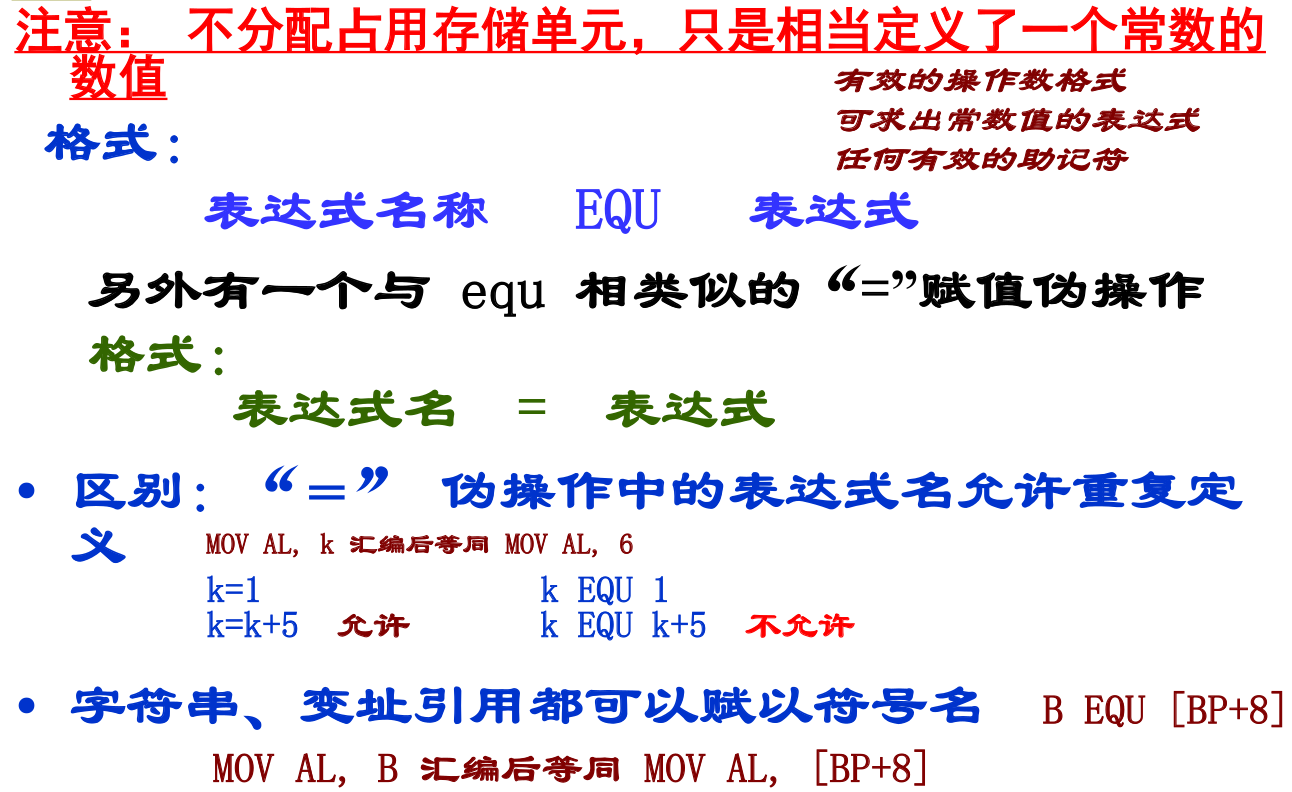 注意： 不分配占用存储单元，只是相当定义了一个常数的
数值
有效的操作数格式
可求出常数值的表达式
任何有效的助记符
格式：
表达式名称 EQU 表达式
另外有一个与 equ 相类似的“=”赋值伪操作
格式：
表达式名 = 表达式
• 区别：“=” 伪操作中的表达式名允许重复定
义
MOV AL, k 汇编后等同 MOV AL, 6
k=1 k EQU 1
k=k+5 允许 k EQU k+5 不允许
• 字符串、变址引用都可以赋以符号名 B EQU [BP+8]
MOV AL, B 汇编后等同 MOV AL, [BP+8]